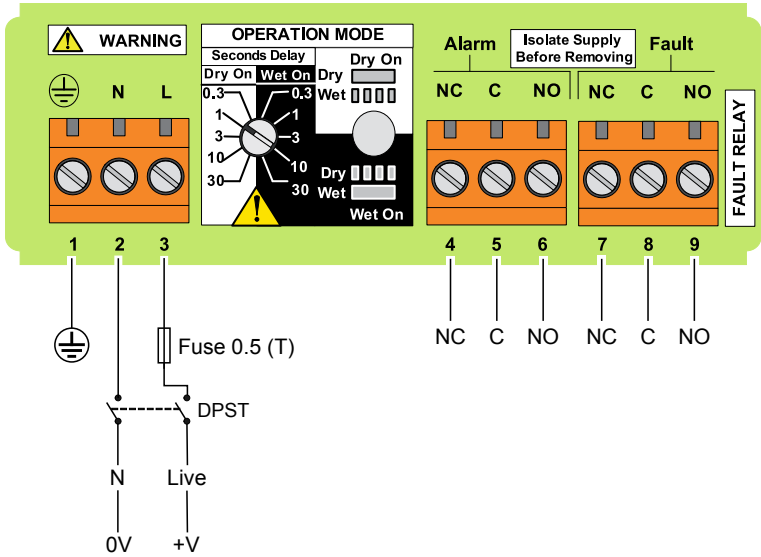 WARNING
N L
OPERATION MODE
Seconds Delay
Dry On Wet On
0.3 0.3
1 1
3 3
10 10
30 30
Dry On
Dry
Wet
Dry
Wet
Wet On
Alarm
Isolate Supply
Before Removing
Fault
NC C NO NC C NO
FAULT RELAY
1 2 3 4 5 6 7 8 9
NC C NO NC C NO
Fuse 0.5 (T)
DPST
N Live
0V +V